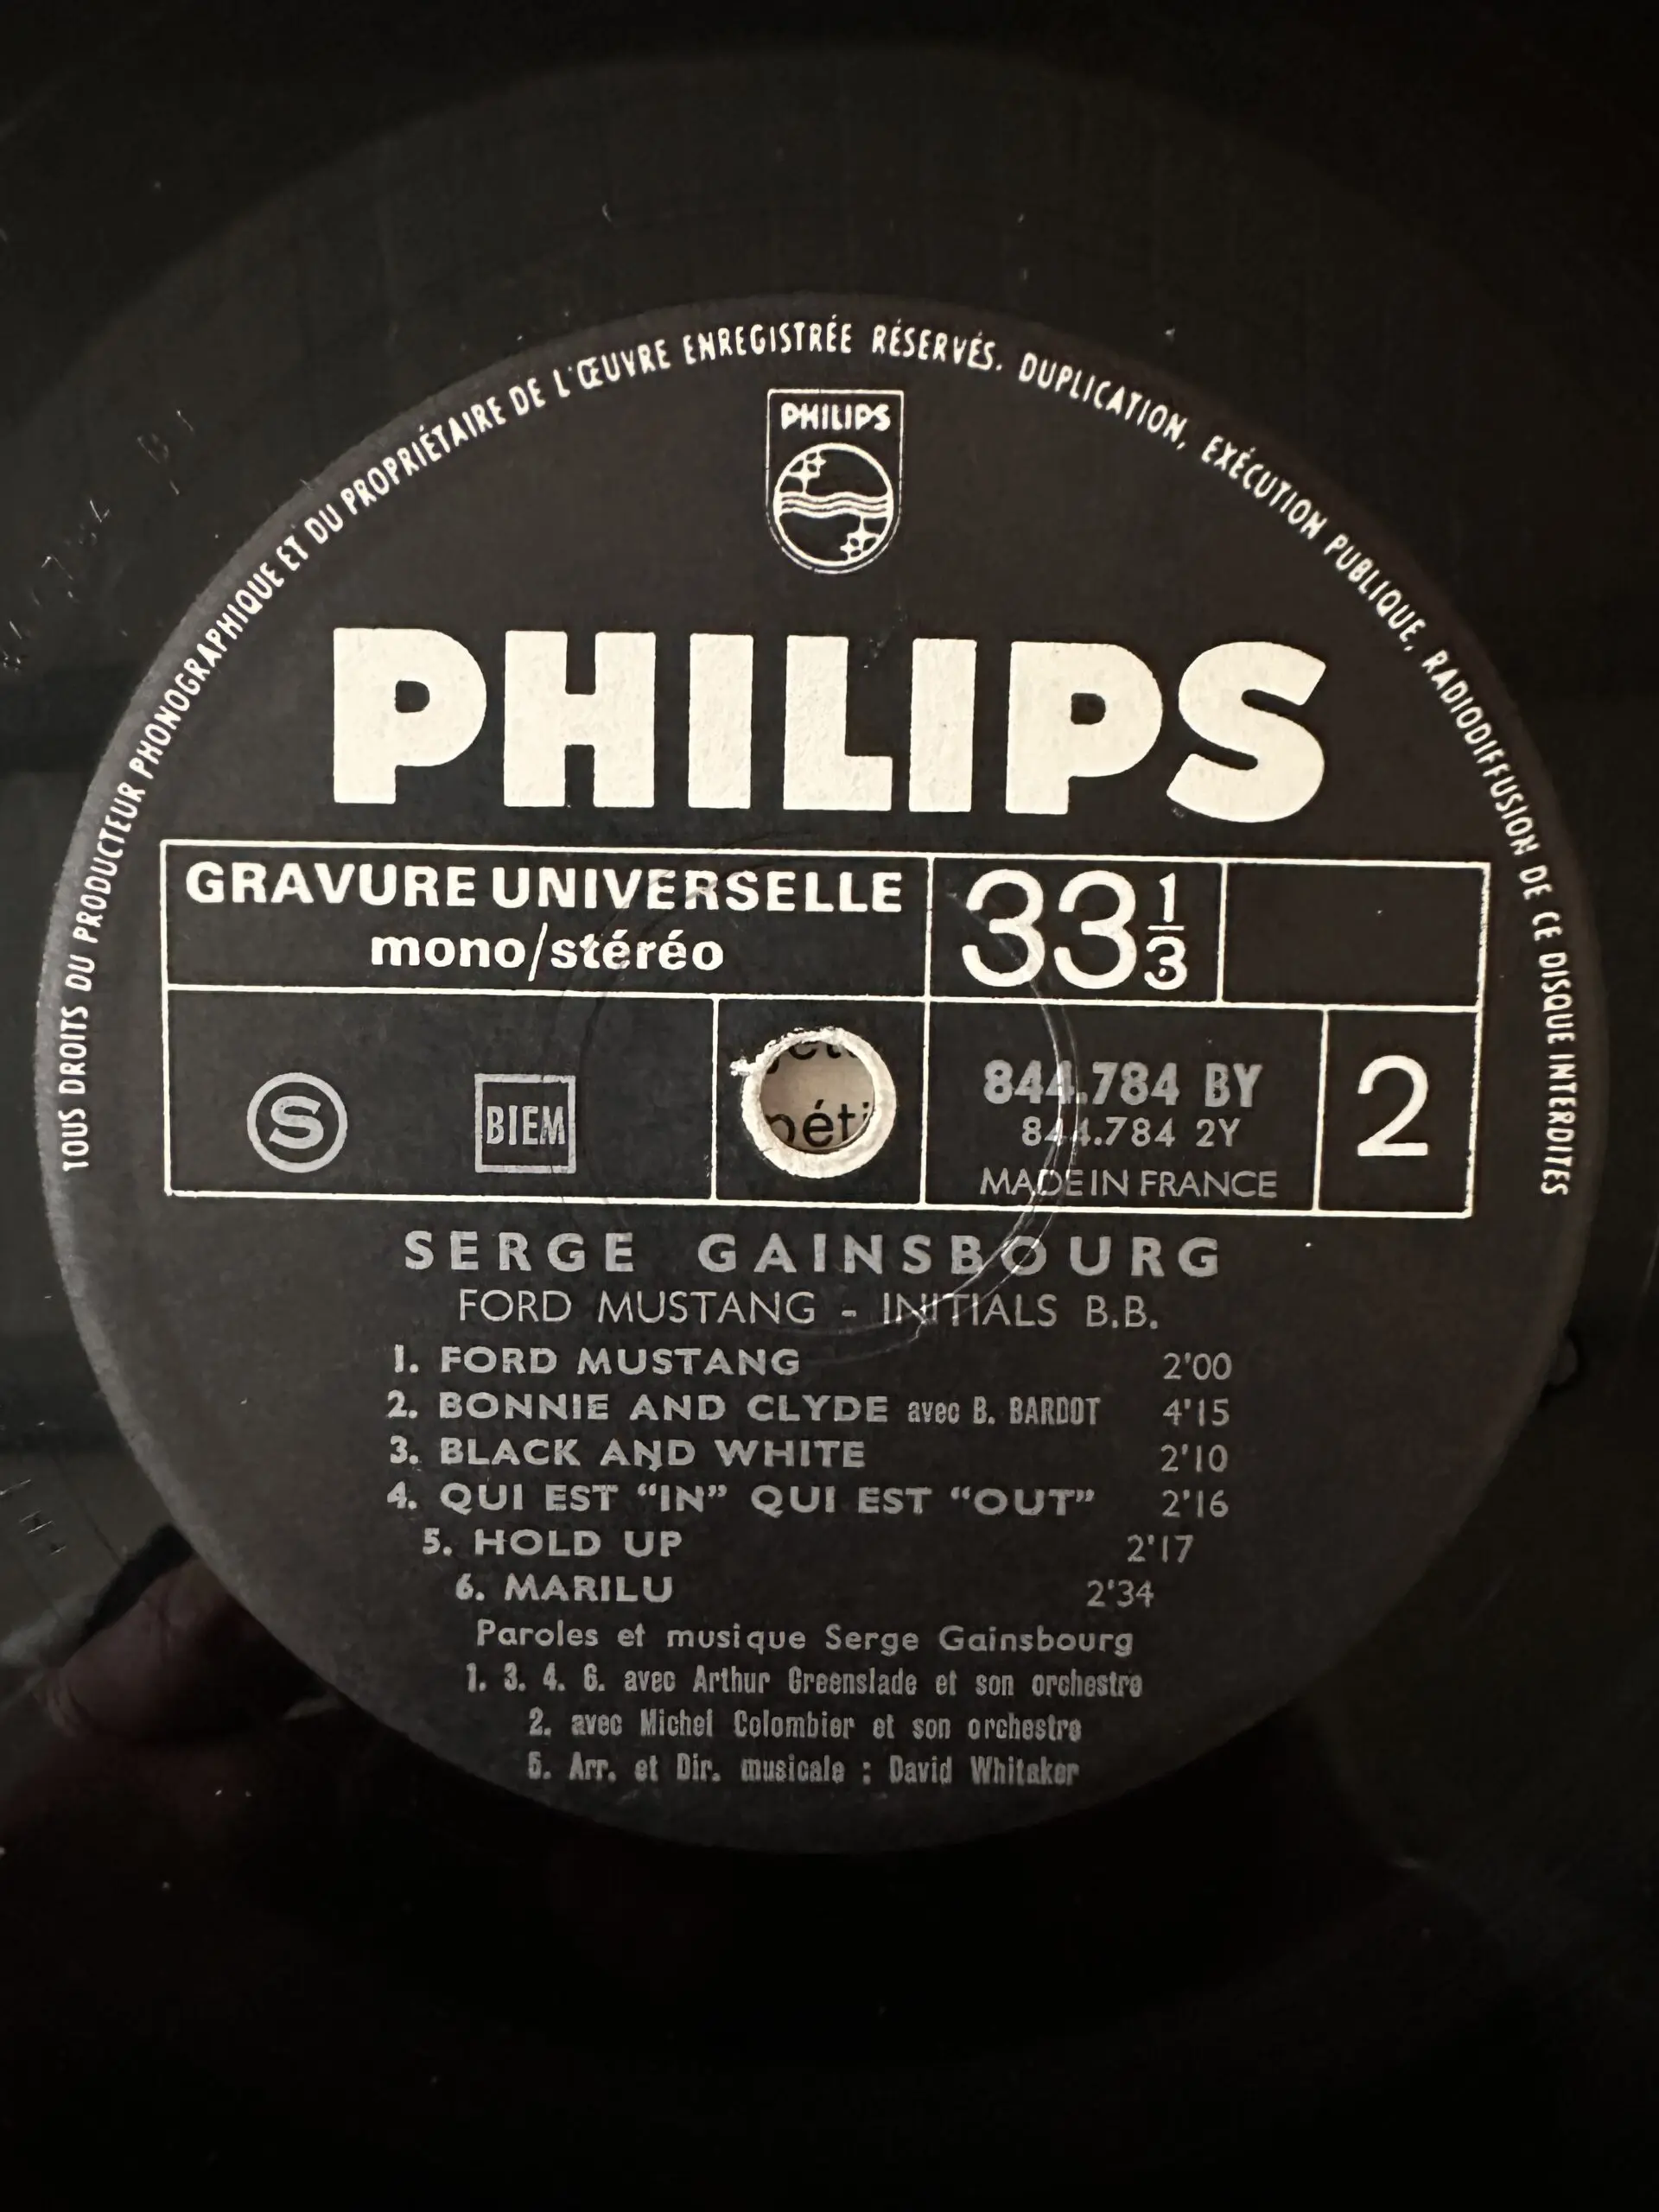 TOUS DROITS DU PRODUCTEUR PHONOGRAPHIQUE ET DU PROPRIÉTAIRE DE L'ŒUVRE ENREGISTRÉE RÉSERVÉS. DUPLICATION, EXÉCUTION PUBLIQUE, RADIODIFFUSION DE CE DISQUE INTERDITES
PHILIPS
PHILIPS
GRAVURE UNIVERSELLE
mono/stéréo
33 1/3
S
BIEM
844.784 BY
844.784 2Y
MADE IN FRANCE
2
SERGE GAINSBOURG
FORD MUSTANG - INITIALS B.B.
1. FORD MUSTANG 2'00
2. BONNIE AND CLYDE avec B. BARDOT 4'15
3. BLACK AND WHITE 2'10
4. QUI EST “IN” QUI EST “OUT” 2'16
5. HOLD UP 2'17
6. MARILU 2'34
Paroles et musique Serge Gainsbourg
1. 3. 4. 6. avec Arthur Greenslade et son orchestre
2. avec Michel Colombier et son orchestre
5. Arr. et Dir. musicale : David Whitaker